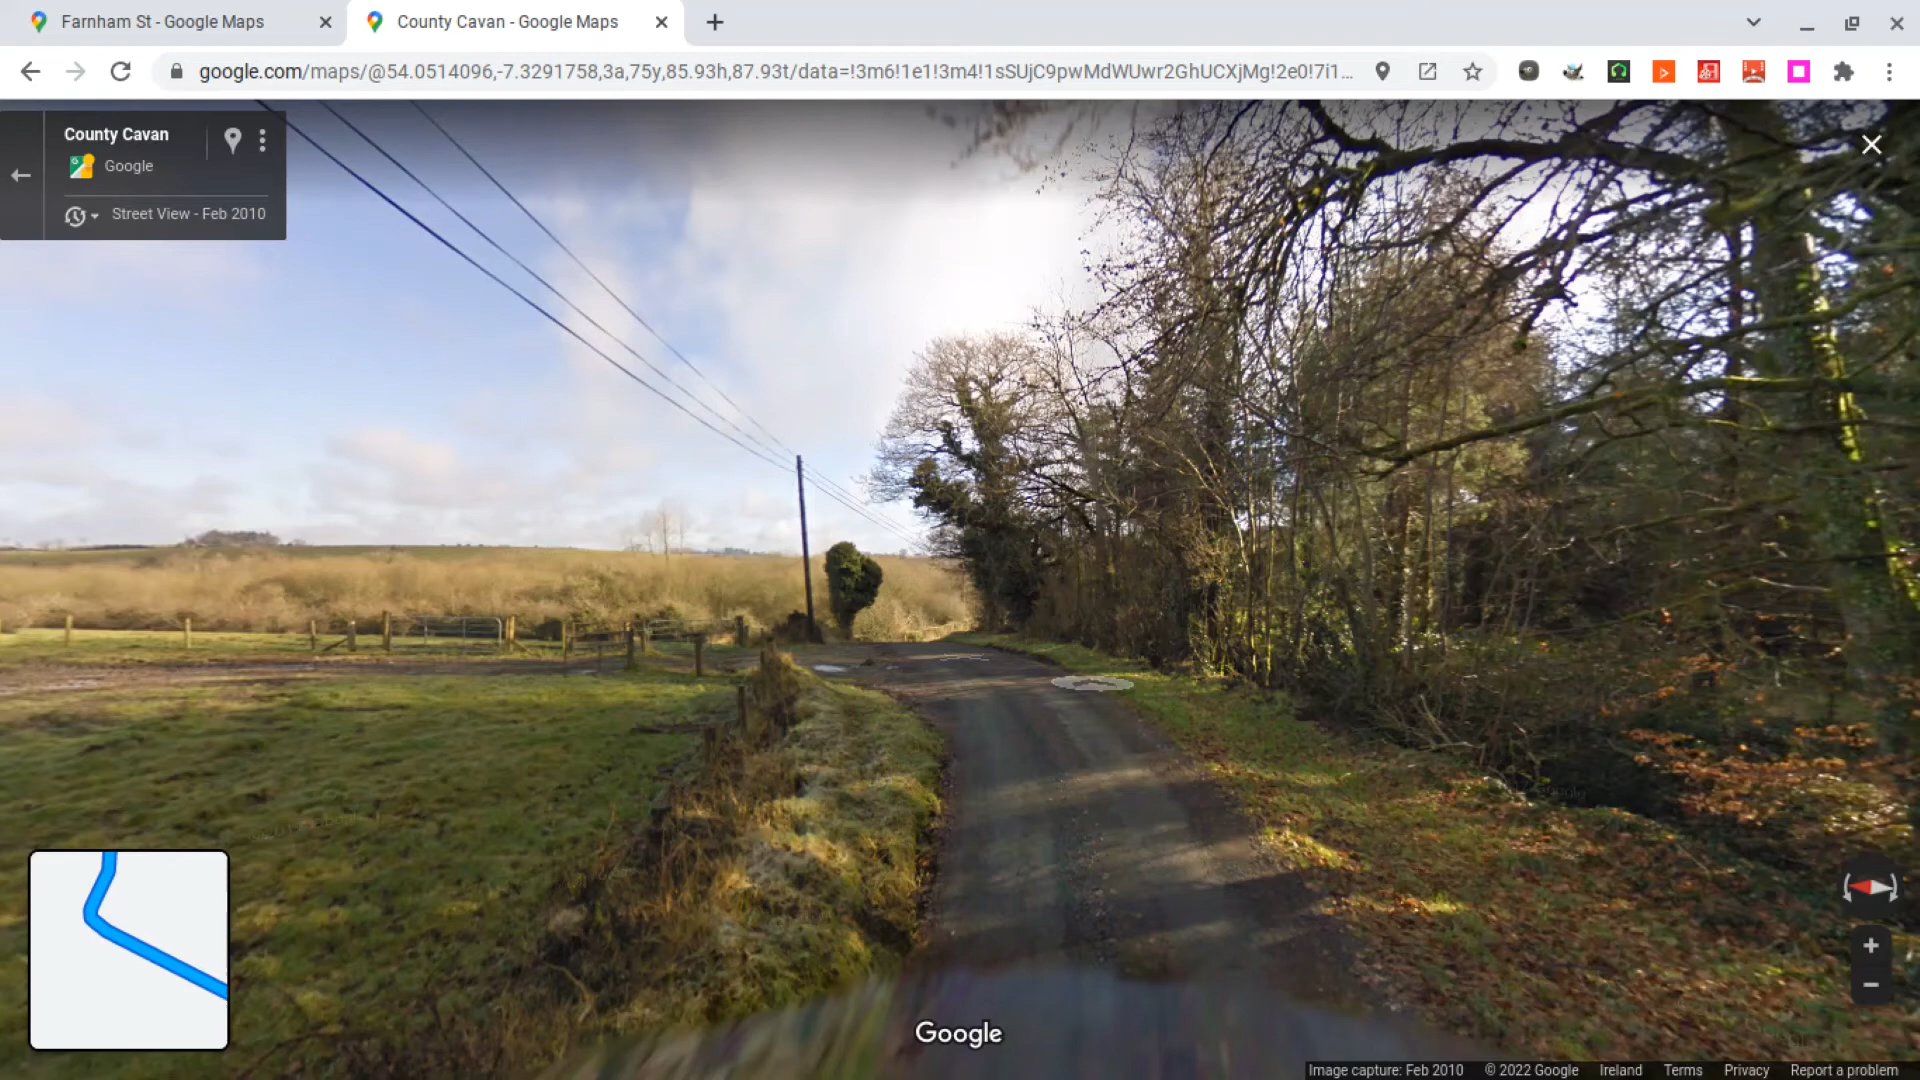 Farnham St - Google Maps
County Cavan - Google Maps
google.com/maps/@54.0514096,-7.3291758,3a,75y,85.93h,87.93t/data=!3m6!1e1!3m4!1sSUjC9pwMdWUwr2GhUCXjMg!2e0!7i1...
County Cavan
Google
Street View - Feb 2010
Google
Image capture: Feb 2010 © 2022 Google Ireland Terms Privacy Report a problem